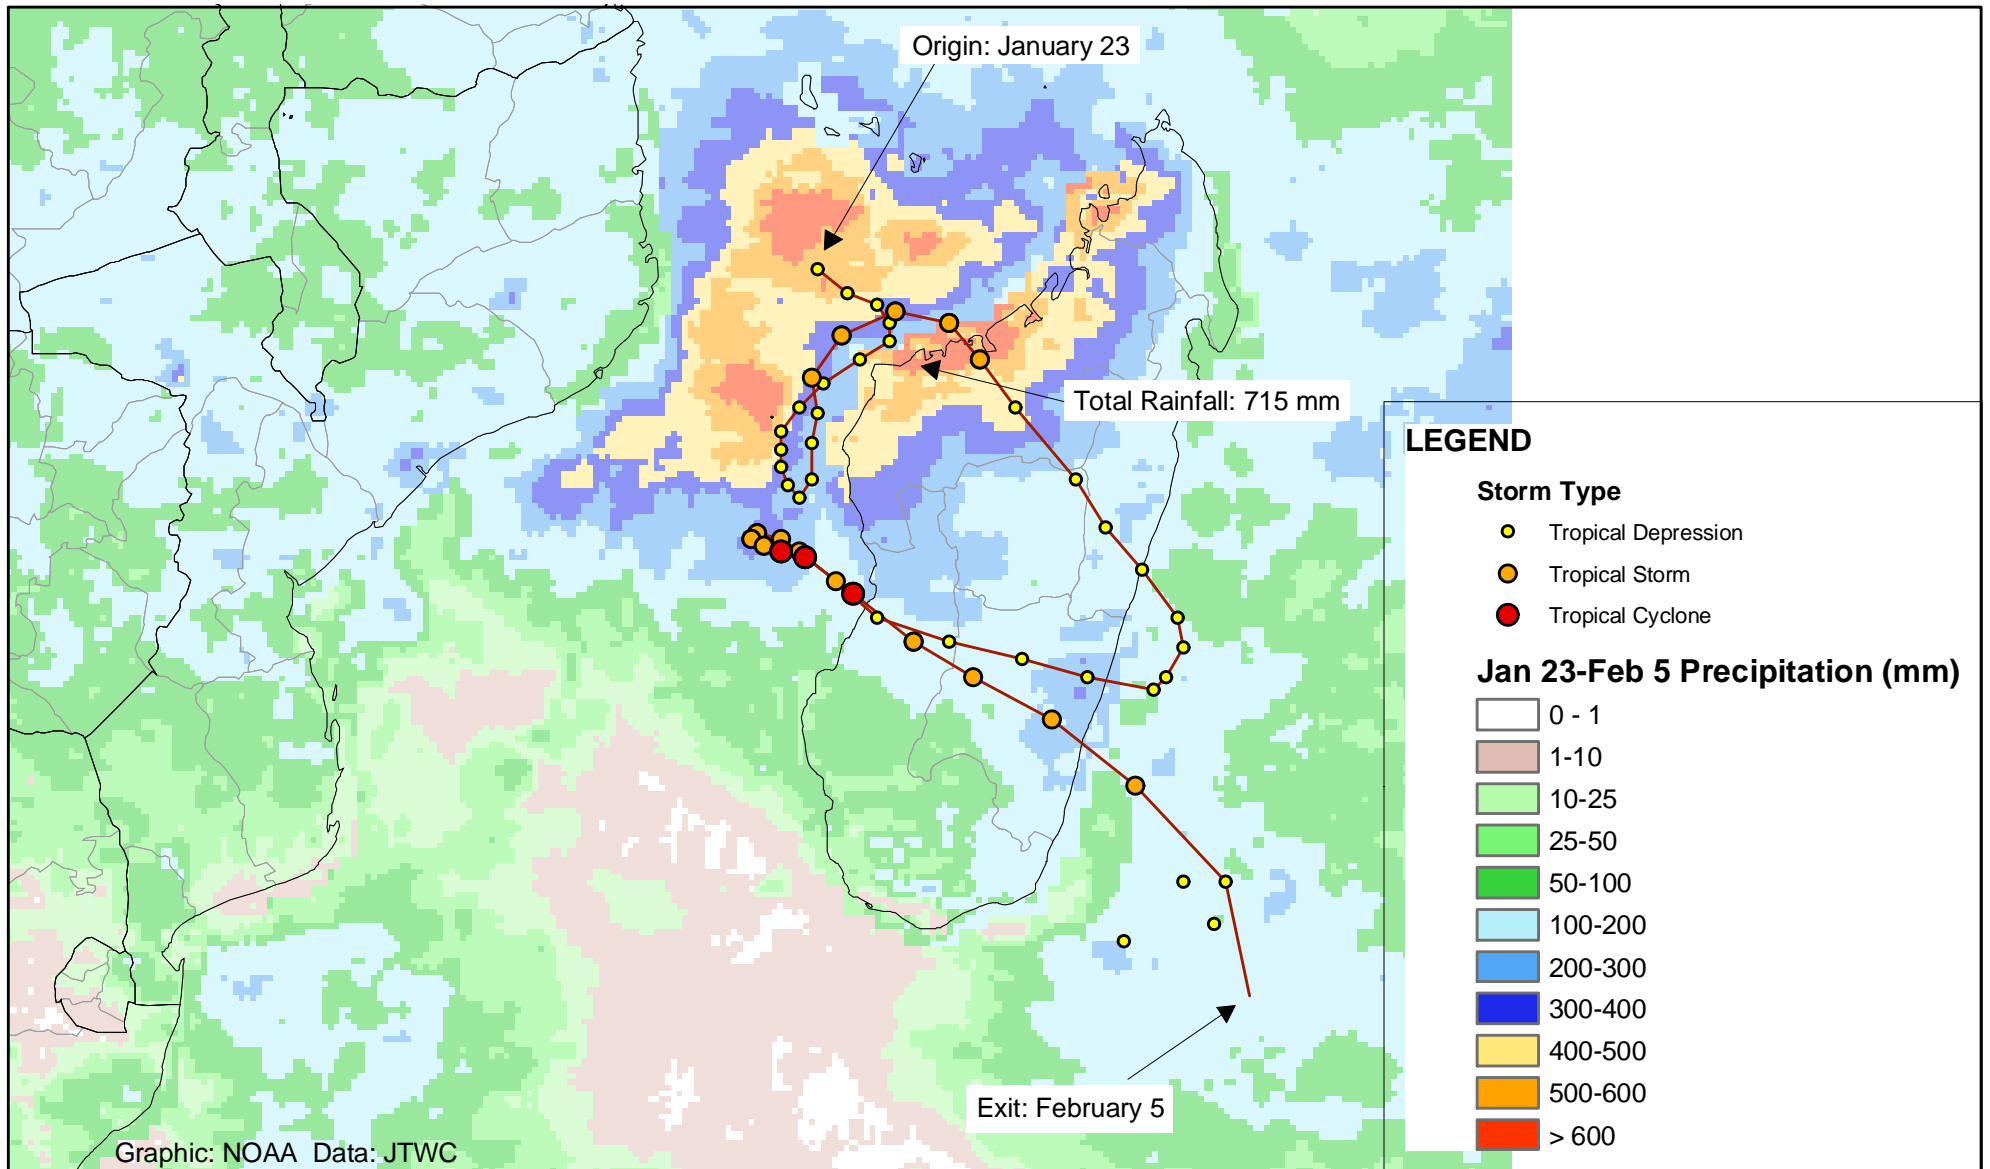 Origin: January 23
Total Rainfall: 715 mm
LEGEND
Storm Type
Tropical Depression
Tropical Storm
Tropical Cyclone
Jan 23-Feb 5 Precipitation (mm)
0 - 1
1-10
10-25
25-50
50-100
100-200
200-300
300-400
400-500
500-600
> 600
Exit: February 5
Graphic: NOAA  Data: JTWC